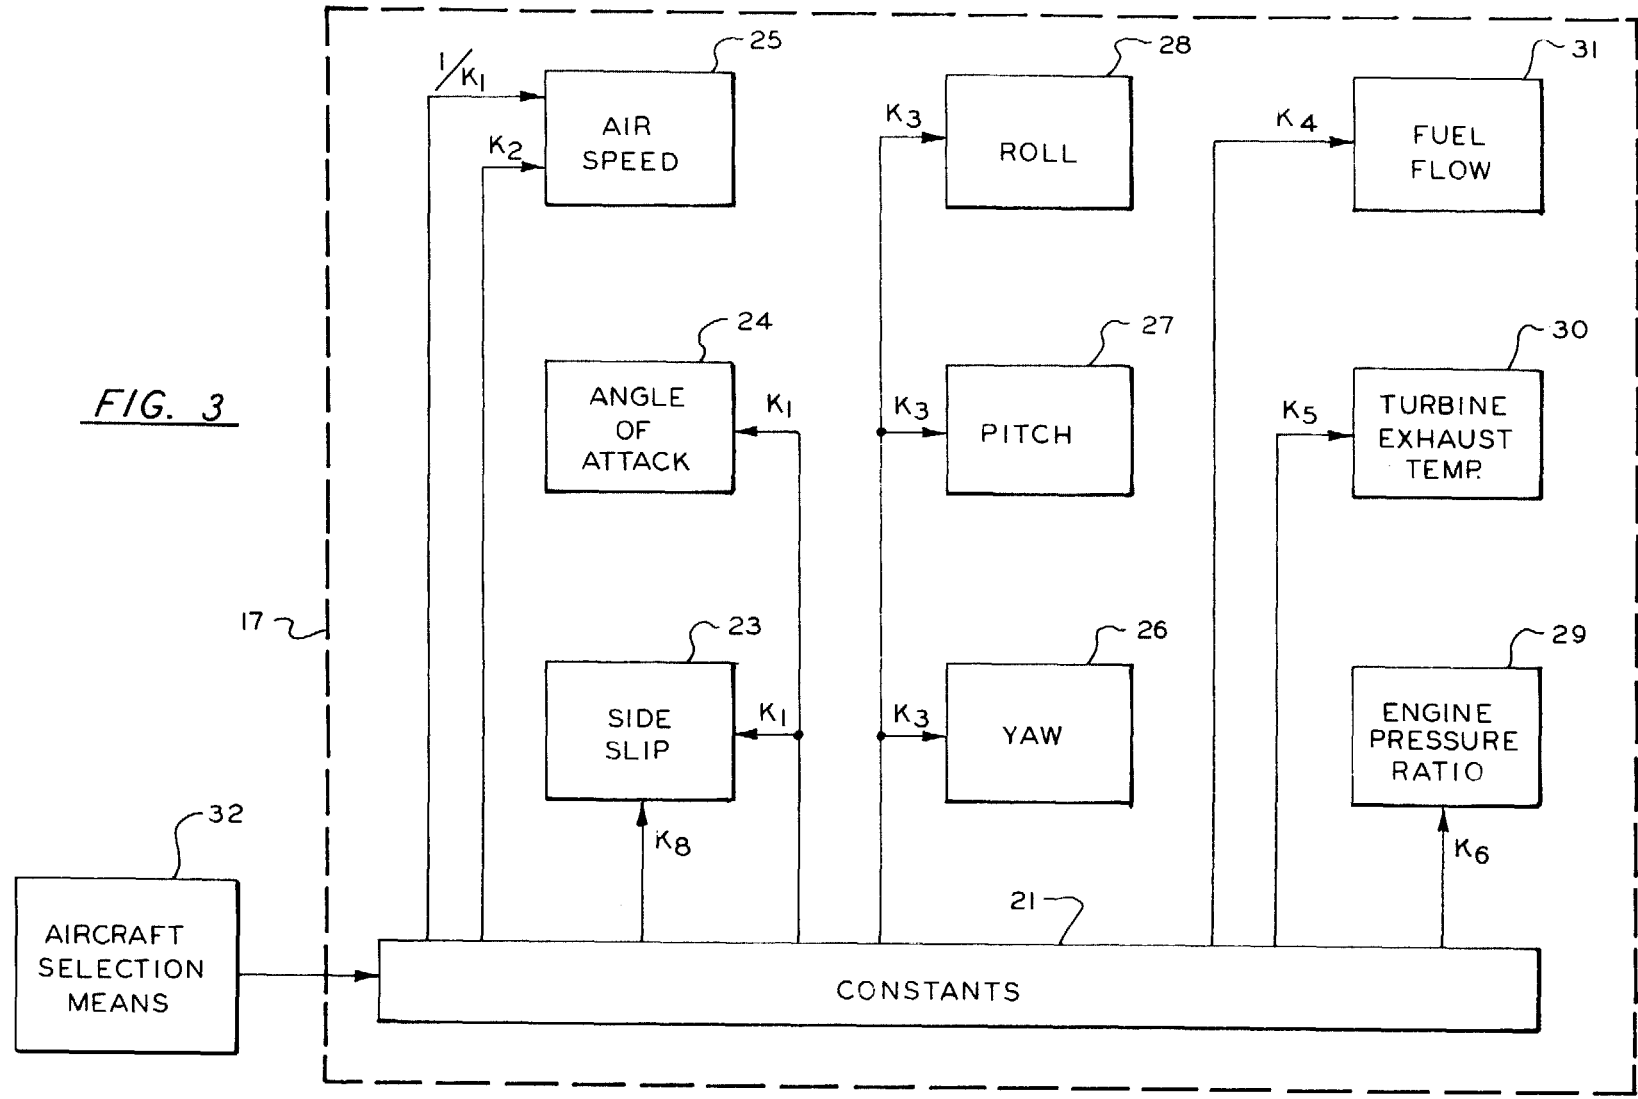 25
1/K1
AIR
SPEED
K2
28
K3
ROLL
31
K4
FUEL
FLOW
24
ANGLE
OF
ATTACK
K1
27
K3
PITCH
30
K5
TURBINE
EXHAUST
TEMP.
FIG. 3
17
23
SIDE
SLIP
K1
K8
26
K3
YAW
29
ENGINE
PRESSURE
RATIO
K6
32
AIRCRAFT
SELECTION
MEANS
21
CONSTANTS